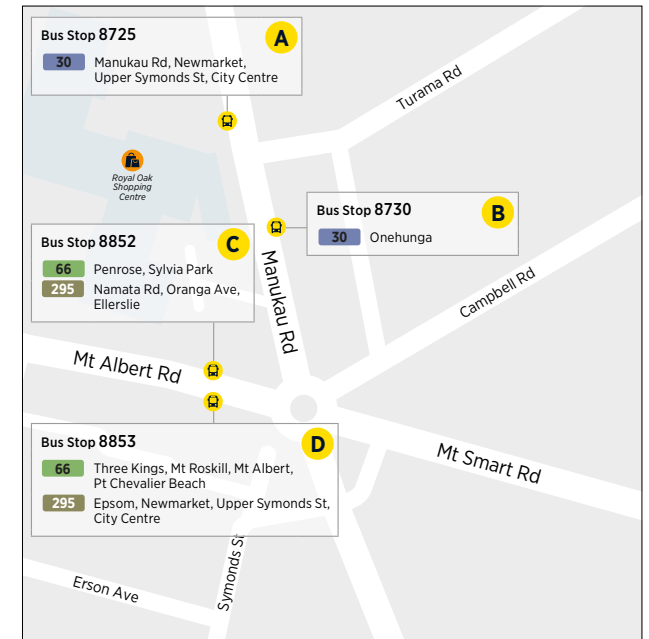 Bus Stop 8725
A
30 Manukau Rd, Newmarket,
Upper Symonds St, City Centre
Turama Rd
Royal Oak
Shopping
Centre
Bus Stop 8730
B
30 Onehunga
Bus Stop 8852
C
66 Penrose, Sylvia Park
295 Namata Rd, Oranga Ave,
Ellerslie
Manukau Rd
Campbell Rd
Mt Albert Rd
Bus Stop 8853
D
66 Three Kings, Mt Roskill, Mt Albert,
Pt Chevalier Beach
295 Epsom, Newmarket, Upper Symonds St,
City Centre
Mt Smart Rd
Symonds St
Erson Ave